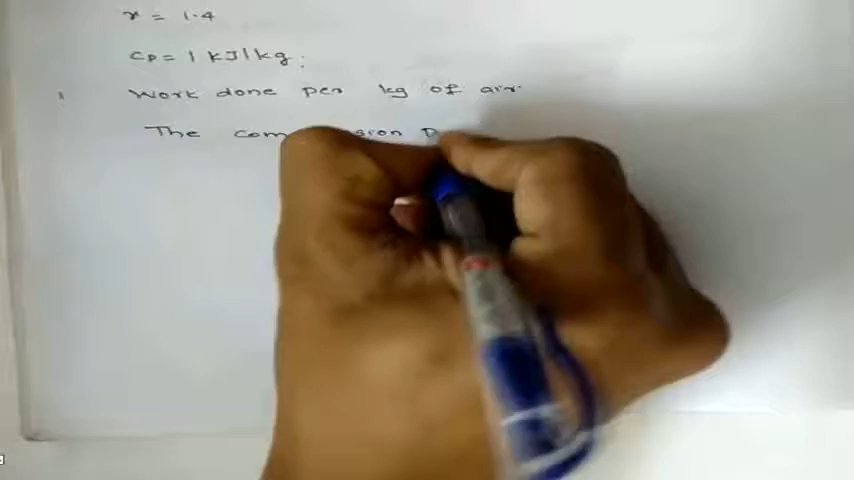 r = 1.4
Cp = 1 kJ/kg :
Work done per kg of air.
The